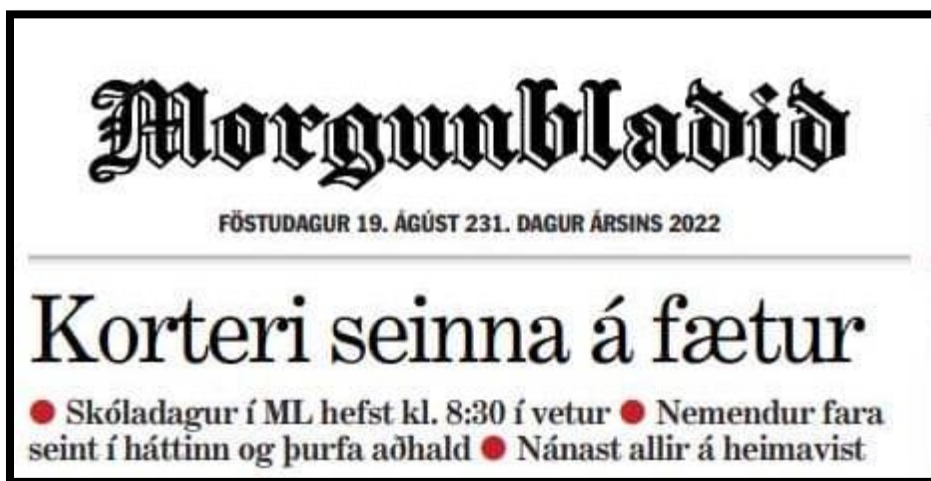 Morgunblaðið
FÖSTUDAGUR 19. ÁGÚST 231. DAGUR ÁRSINS 2022
Korteri seinna á fætur
● Skóladagur í ML hefst kl. 8:30 í vetur ● Nemendur fara
seint í háttinn og þurfa aðhald ● Nánast allir á heimavist